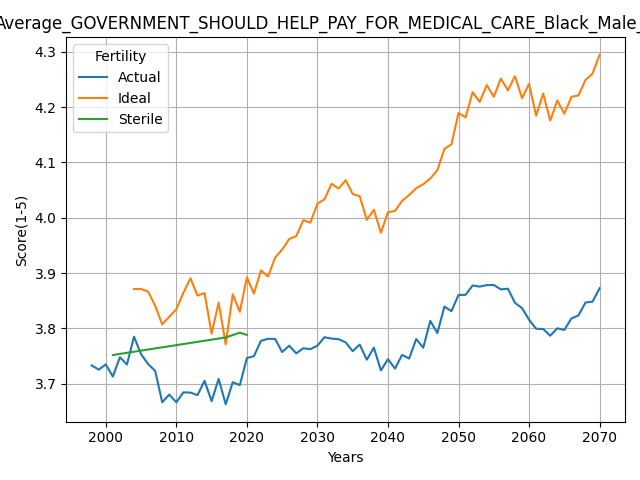 Average_GOVERNMENT_SHOULD_HELP_PAY_FOR_MEDICAL_CARE_Black_Male_
4.3
4.2
4.1
4.0
3.9
3.8
3.7
Score(1-5)
Fertility
Actual
Ideal
Sterile
2000 2010 2020 2030 2040 2050 2060 2070
Years